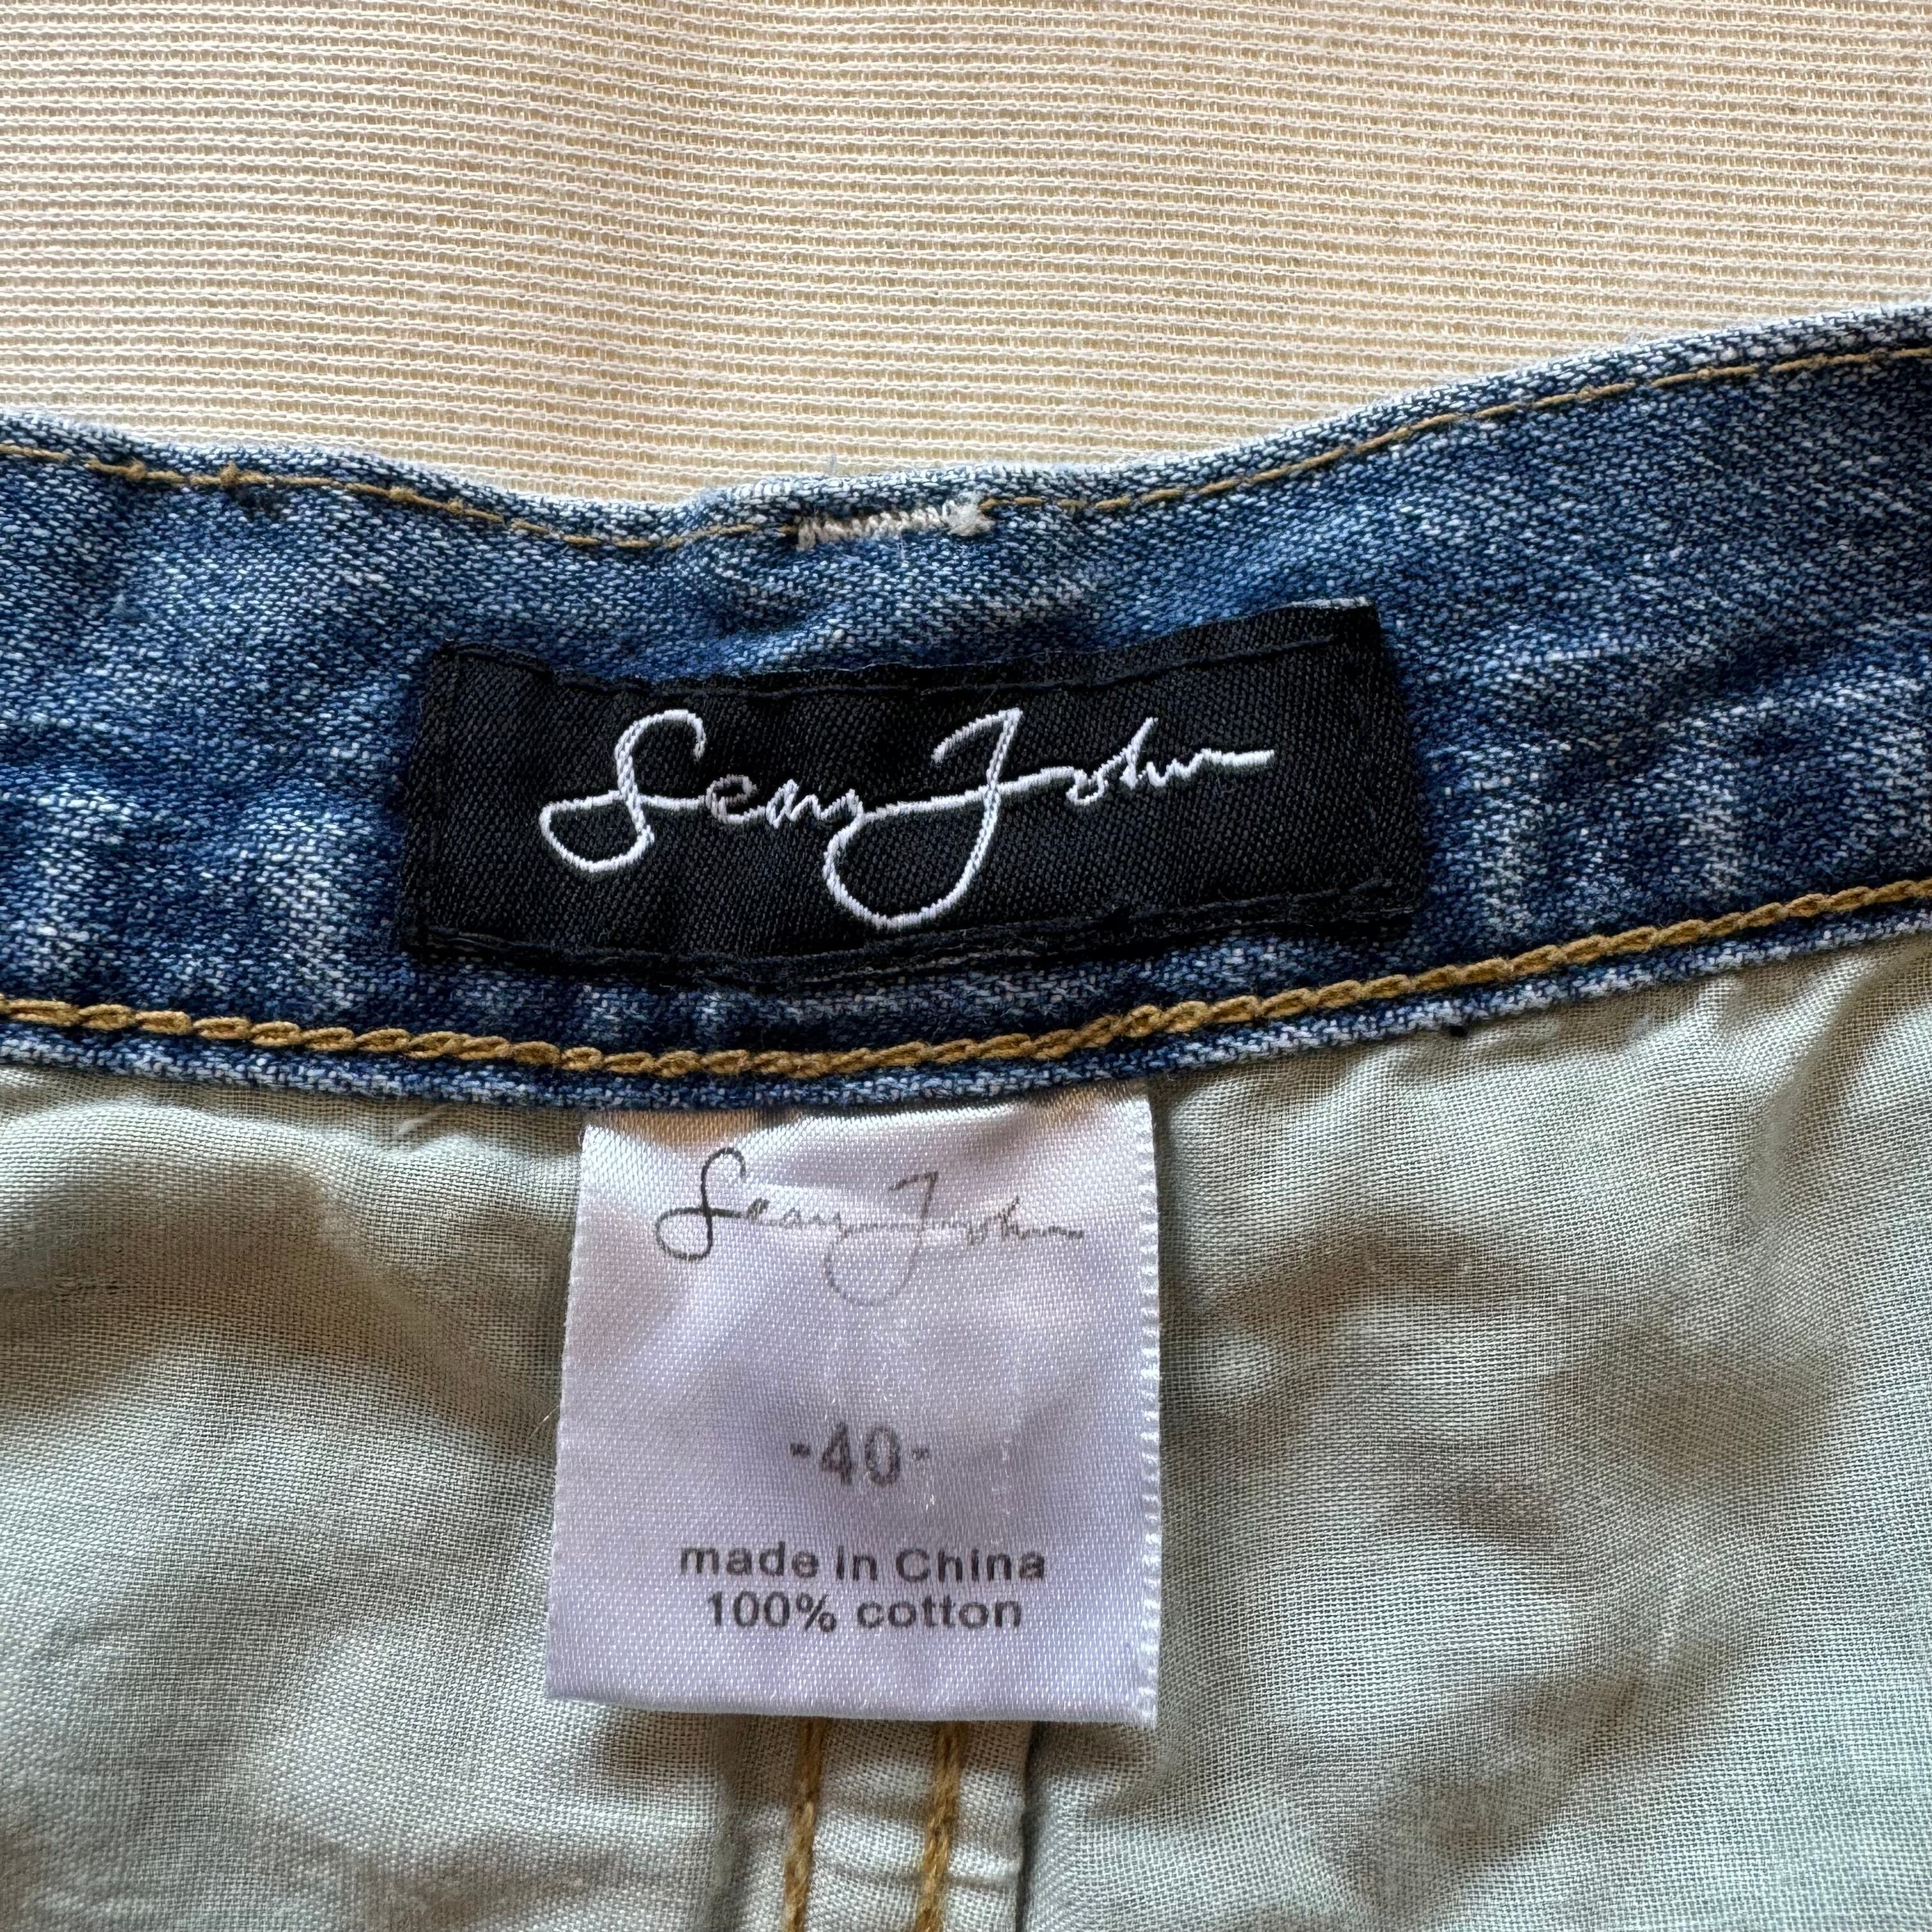 Sean John
Sean John
-40-
made in China
100% cotton